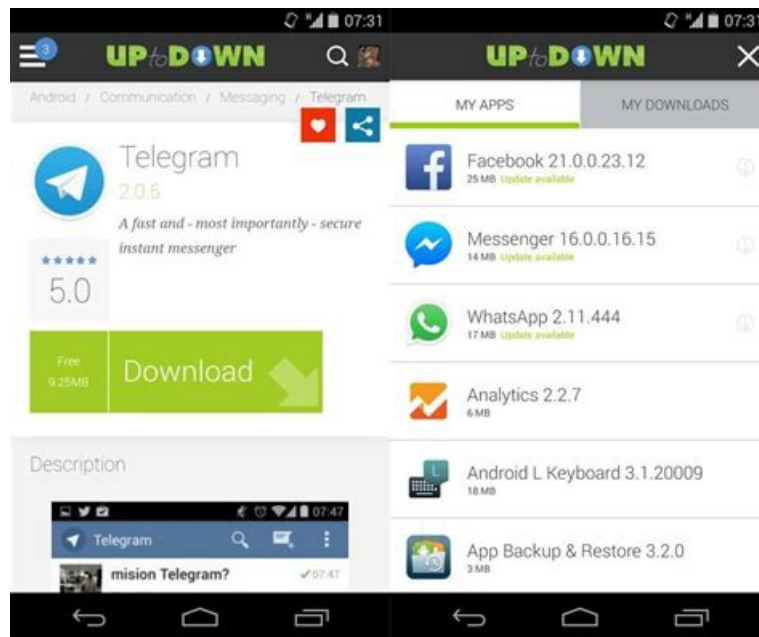 07:31
3
UPtoDOWN
Android / Communication / Messaging / Telegram
Telegram
2.0.5
A fast and - most importantly - secure
instant messenger
5.0
Free
9.25MB
Download
Description
07:47
Telegram
mision Telegram?
07:47
07:31
UPtoDOWN
MY APPS
MY DOWNLOADS
Facebook 21.0.0.23.12
25 MB Update available
Messenger 16.0.0.16.15
14 MB Update available
WhatsApp 2.11.444
17 MB Update available
Analytics 2.2.7
6 MB
Android L Keyboard 3.1.20009
18 MB
App Backup & Restore 3.2.0
3 MB